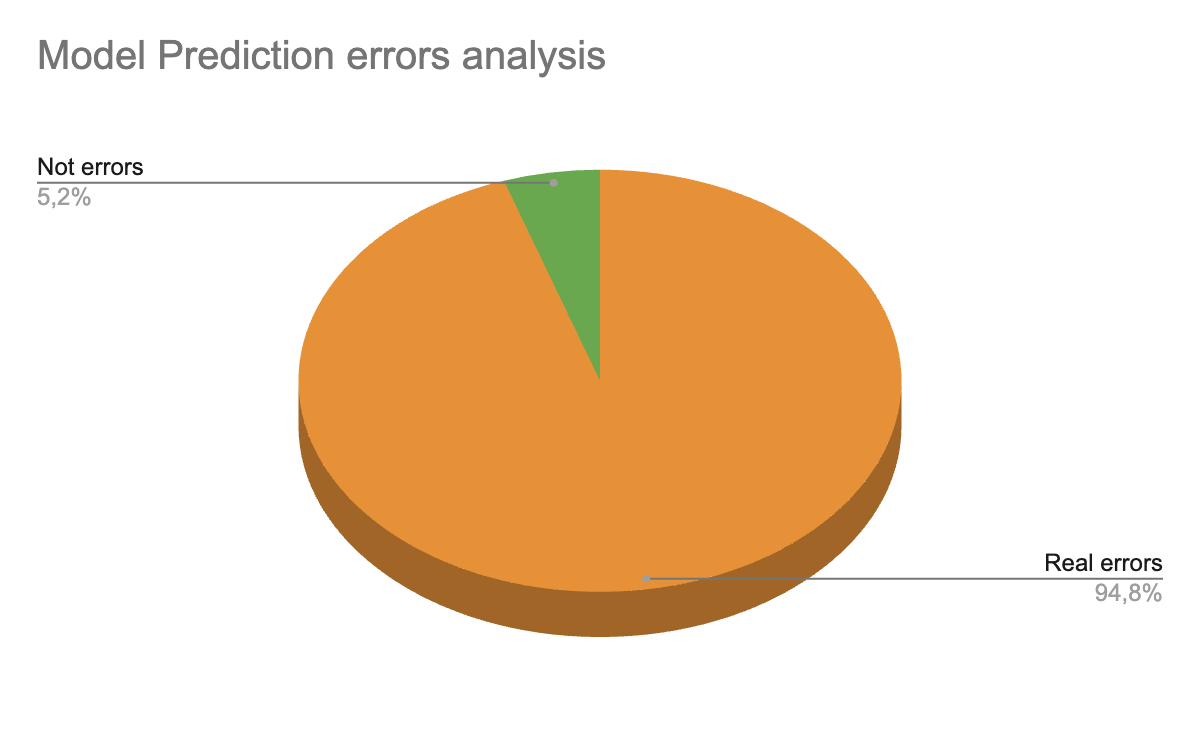 Model Prediction errors analysis
Not errors
5,2%
Real errors
94,8%